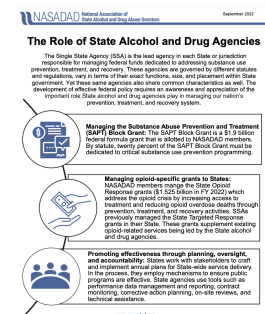 September 2022
NASADAD National Association of
State Alcohol and Drug Abuse Directors
The Role of State Alcohol and Drug Agencies
The Single State Agency (SSA) is the lead agency in each State or jurisdiction
responsible for managing federal funds dedicated to addressing substance use
prevention, treatment, and recovery. These agencies are governed by different statutes and
regulations, vary in terms of their exact functions, size, and placement within State
government. Yet these same agencies also share common characteristics as well. The
development of effective federal policy requires an awareness and appreciation of the
important role State alcohol and drug agencies play in managing our nation's
prevention, treatment, and recovery system.
Managing the Substance Abuse Prevention and Treatment
(SAPT) Block Grant: The SAPT Block Grant is a $1.9 billion
federal formula grant that is allotted to NASADAD members.
By statute, twenty percent of the SAPT Block Grant must be
dedicated to critical substance use prevention programming.
Managing opioid-specific grants to States:
NASADAD members mange the State Opioid
Response grants ($1.525 billion in FY 2022) which
address the opioid crisis by increasing access to
treatment and reducing opioid overdose deaths through
prevention, treatment, and recovery activities. SSAs
previously managed the State Targeted Response
grants in their State. These grants supplement existing
opioid-related services being led by the State alcohol
and drug agencies.
Promoting effectiveness through planning, oversight,
and accountability: States work with stakeholders to craft
and implement annual plans for State-wide service delivery.
In the process, they employ mechanisms to ensure public
programs are effective. State agencies use tools such as
performance data management and reporting, contract
monitoring, corrective action planning, on-site reviews, and
technical assistance.